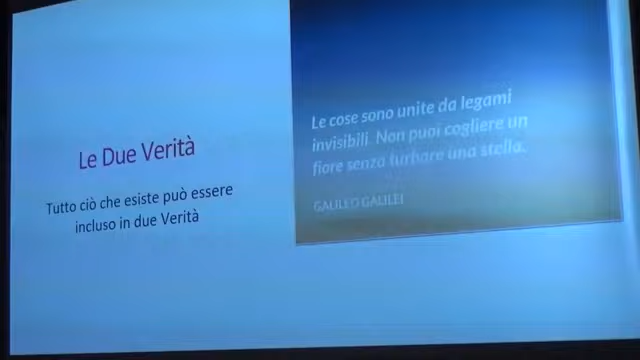 Le Due Verità
Tutto ciò che esiste può essere
incluso in due Verità
Le cose sono unite da legami
invisibili. Non puoi cogliere un
fiore senza turbare una stella.
GALILEO GALILEI